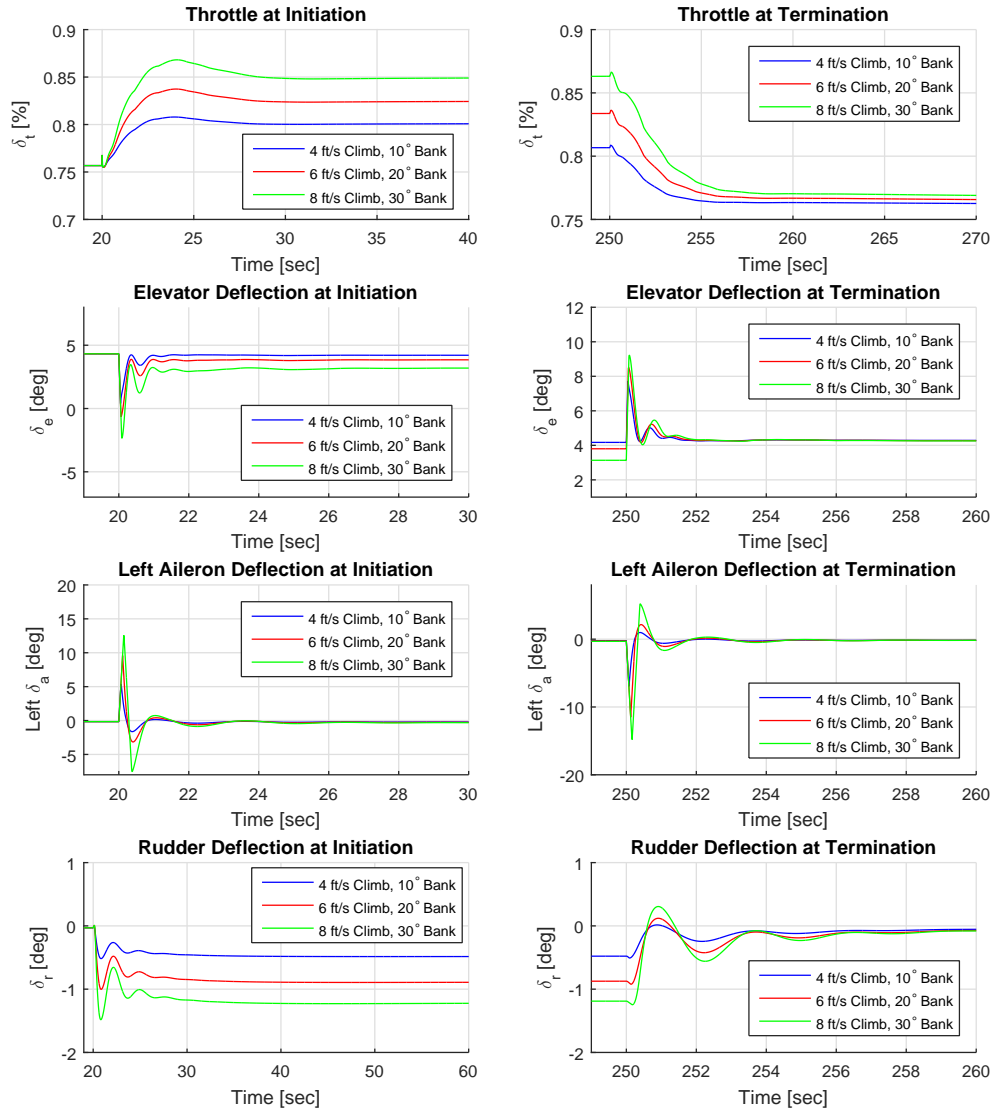 Throttle at Initiation
0.9
0.85
0.8
0.75
0.7
δt [%]
4 ft/s Climb, 10° Bank
6 ft/s Climb, 20° Bank
8 ft/s Climb, 30° Bank
20 25 30 35 40
Time [sec]
Throttle at Termination
0.9
0.85
0.8
0.75
δt [%]
4 ft/s Climb, 10° Bank
6 ft/s Climb, 20° Bank
8 ft/s Climb, 30° Bank
250 255 260 265 270
Time [sec]
Elevator Deflection at Initiation
5
0
-5
δe [deg]
4 ft/s Climb, 10° Bank
6 ft/s Climb, 20° Bank
8 ft/s Climb, 30° Bank
20 22 24 26 28 30
Time [sec]
Elevator Deflection at Termination
12
10
8
6
4
2
δe [deg]
4 ft/s Climb, 10° Bank
6 ft/s Climb, 20° Bank
8 ft/s Climb, 30° Bank
250 252 254 256 258 260
Time [sec]
Left Aileron Deflection at Initiation
20
15
10
5
0
-5
Left δa [deg]
4 ft/s Climb, 10° Bank
6 ft/s Climb, 20° Bank
8 ft/s Climb, 30° Bank
20 22 24 26 28 30
Time [sec]
Left Aileron Deflection at Termination
0
-10
-20
Left δa [deg]
4 ft/s Climb, 10° Bank
6 ft/s Climb, 20° Bank
8 ft/s Climb, 30° Bank
250 252 254 256 258 260
Time [sec]
Rudder Deflection at Initiation
1
0
-1
-2
δr [deg]
4 ft/s Climb, 10° Bank
6 ft/s Climb, 20° Bank
8 ft/s Climb, 30° Bank
20 25 30 35 40 45 50 55 60
Time [sec]
Rudder Deflection at Termination
1
0
-1
-2
δr [deg]
4 ft/s Climb, 10° Bank
6 ft/s Climb, 20° Bank
8 ft/s Climb, 30° Bank
250 252 254 256 258 260
Time [sec]